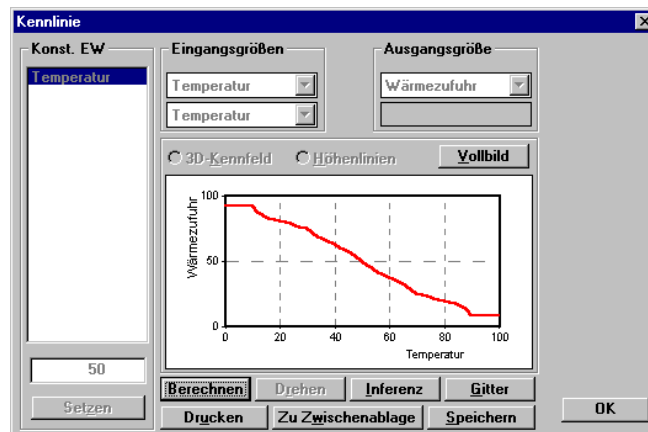 Kennlinie
Konst. EW
Temperatur
50
Setzen
Eingangsgrößen
Temperatur
Temperatur
Ausgangsgröße
Wärmezufuhr
3D-Kennfeld Höhenlinien Vollbild
100
50
0
Wärmezufuhr
0 20 40 60 80 100
Temperatur
Berechnen Drehen Inferenz Gitter
Drucken Zu Zwischenablage Speichern
OK